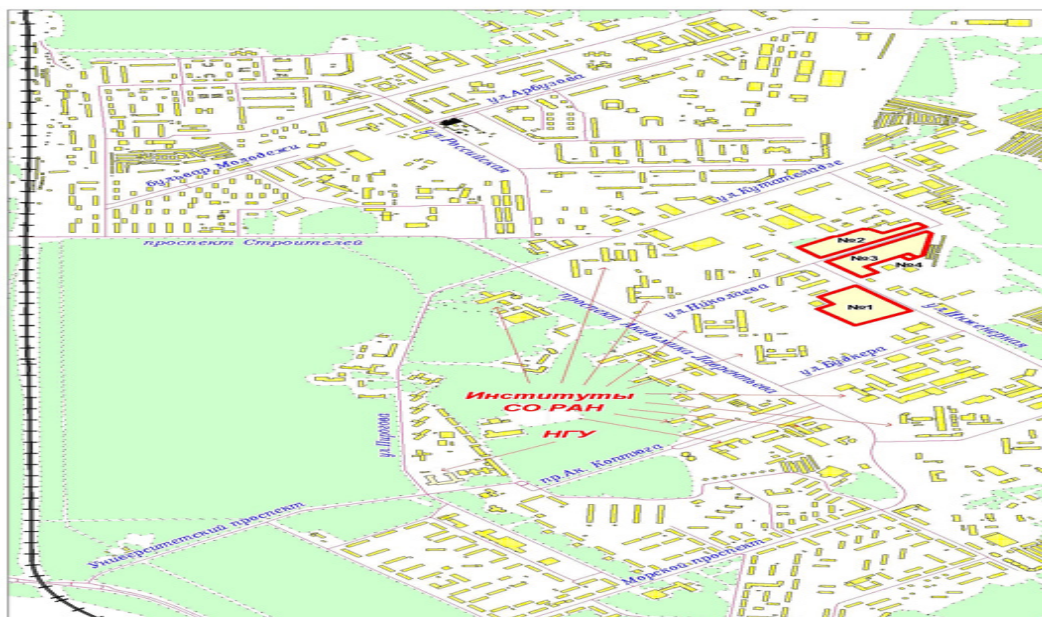 ул.Арбузова
ул.Российская
бульвар Молодежи
ул.Кутателадзе
проспект Строителей
№2
№3
№4
№1
ул.Николаева
ул.Инженерная
проспект Академика Лаврентьева
ул.Будкера
Институты
СО РАН
НГУ
ул.Пирогова
пр.Ак. Коптюга
Университетский проспект
Морской проспект